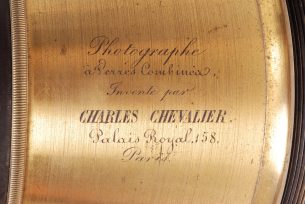 Photographe
à Verres Combinés,
Inventé par
CHARLES CHEVALIER.
Palais Royal, 158.
Paris.